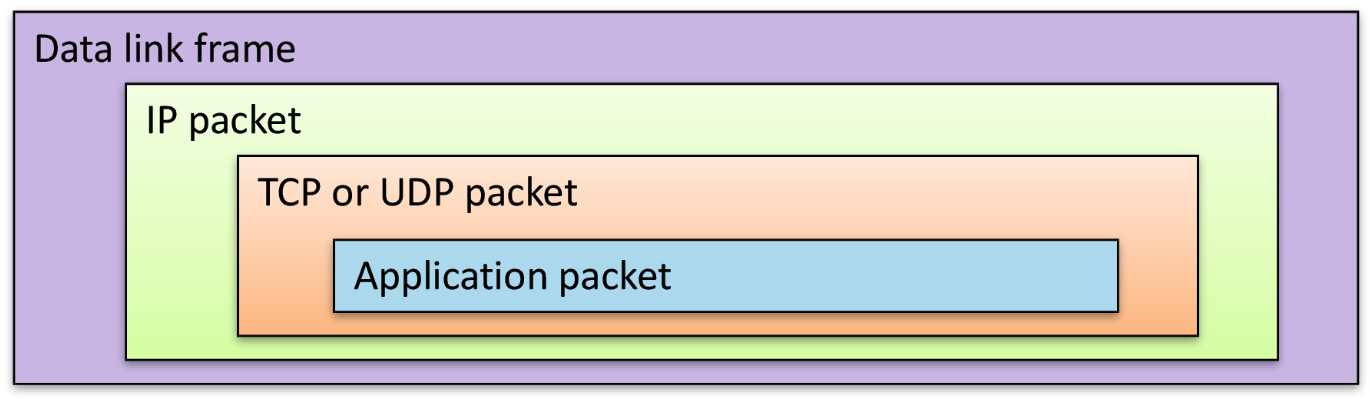 Data link frame
IP packet
TCP or UDP packet
Application packet